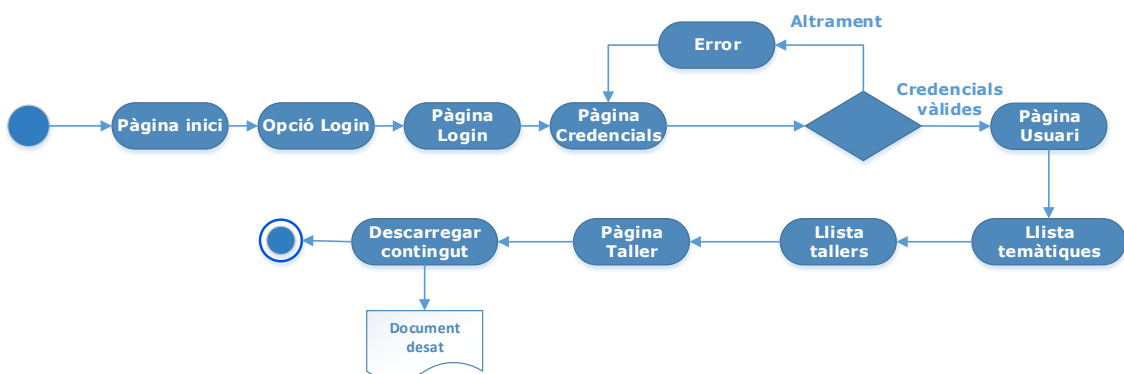 Altrament
Error
Credencials
vàlides
Pàgina inici
Opció Login
Pàgina
Login
Pàgina
Credencials
Pàgina
Usuari
Descarregar
contingut
Pàgina
Taller
Llista
tallers
Llista
temàtiques
Document
desat